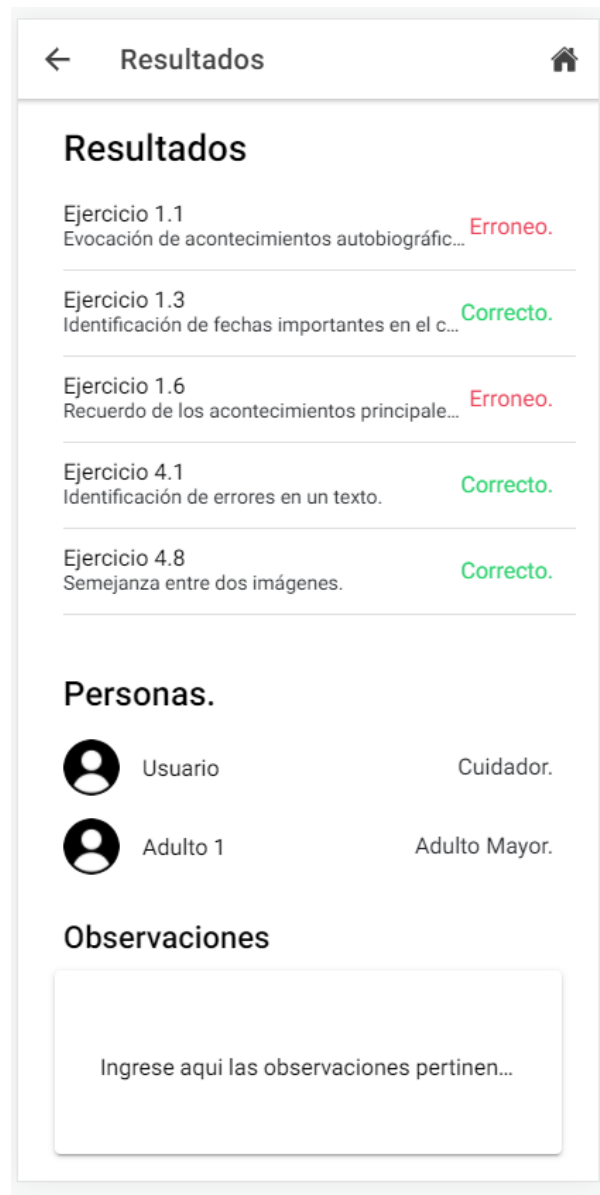 Resultados
Resultados
Ejercicio 1.1
Evocación de acontecimientos autobiográfic... Erroneo.
Ejercicio 1.3
Identificación de fechas importantes en el c... Correcto.
Ejercicio 1.6
Recuerdo de los acontecimientos principale... Erroneo.
Ejercicio 4.1
Identificación de errores en un texto. Correcto.
Ejercicio 4.8
Semejanza entre dos imágenes. Correcto.
Personas.
Usuario Cuidador.
Adulto 1 Adulto Mayor.
Observaciones
Ingrese aqui las observaciones pertinen...